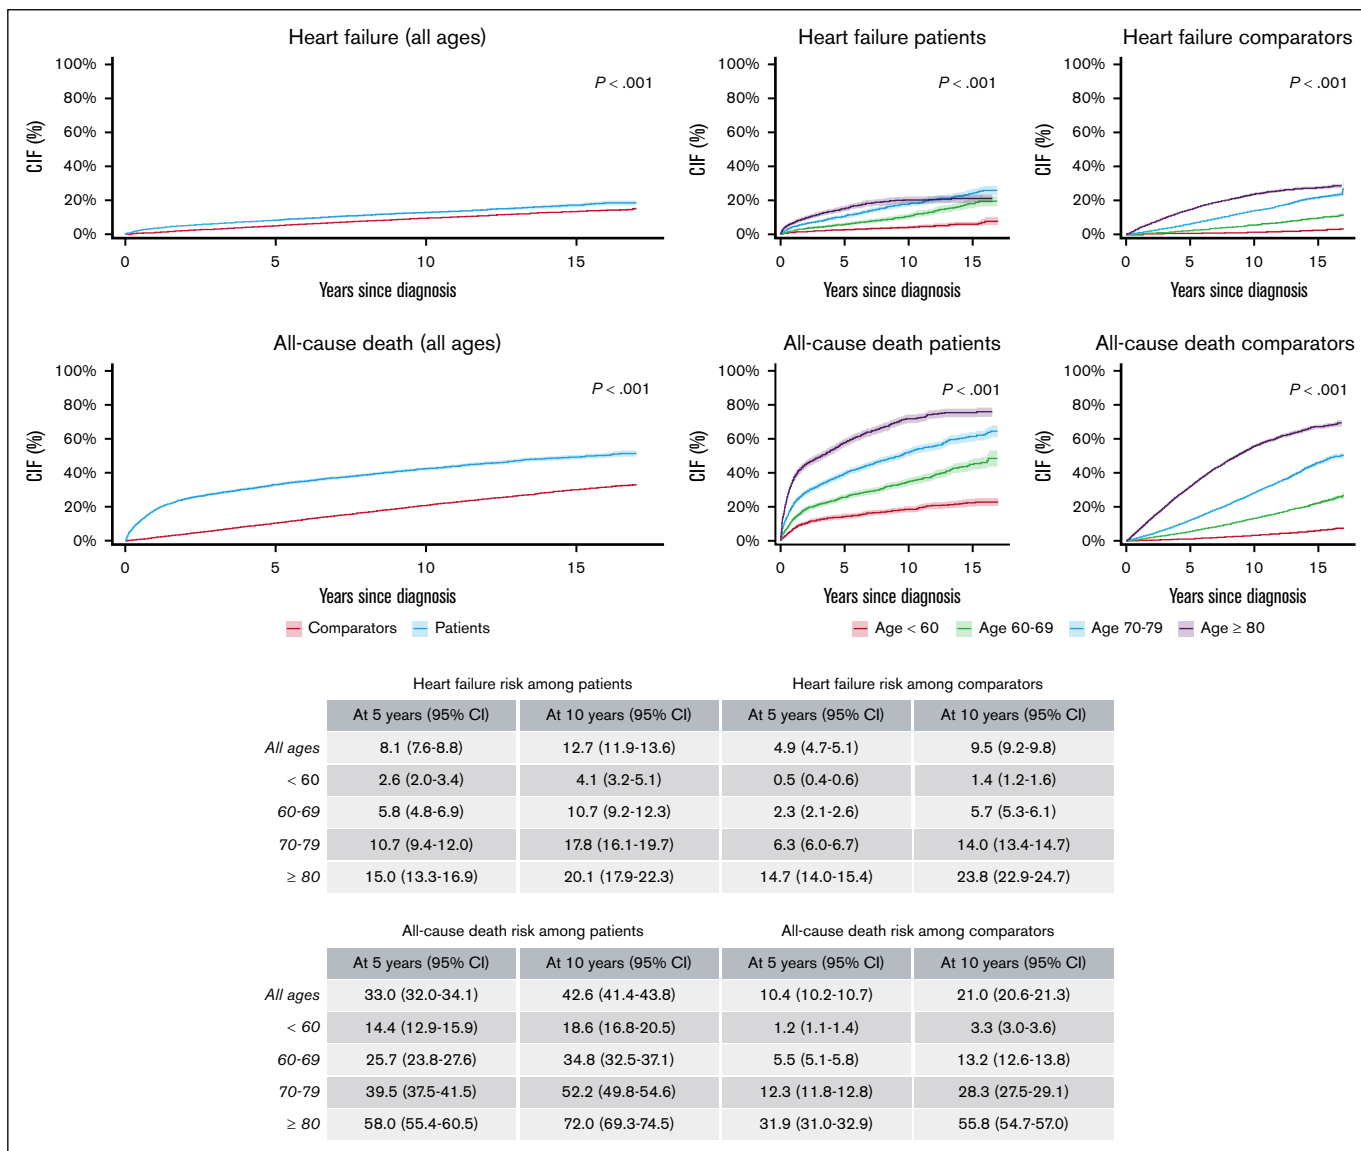 Heart failure (all ages)
100%
80%
60%
40%
20%
0%
CIF (%)
P < .001
0 5 10 15
Years since diagnosis
Heart failure patients
100%
80%
60%
40%
20%
0%
CIF (%)
P < .001
0 5 10 15
Years since diagnosis
Heart failure comparators
100%
80%
60%
40%
20%
0%
CIF (%)
P < .001
0 5 10 15
Years since diagnosis
All-cause death (all ages)
100%
80%
60%
40%
20%
0%
CIF (%)
P < .001
0 5 10 15
Years since diagnosis
Comparators Patients
All-cause death patients
100%
80%
60%
40%
20%
0%
CIF (%)
P < .001
0 5 10 15
Years since diagnosis
All-cause death comparators
100%
80%
60%
40%
20%
0%
CIF (%)
P < .001
0 5 10 15
Years since diagnosis
Age < 60 Age 60-69 Age 70-79 Age ≥ 80
Heart failure risk among patients Heart failure risk among comparators
At 5 years (95% CI) At 10 years (95% CI) At 5 years (95% CI) At 10 years (95% CI)
All ages 8.1 (7.6-8.8) 12.7 (11.9-13.6) 4.9 (4.7-5.1) 9.5 (9.2-9.8)
< 60 2.6 (2.0-3.4) 4.1 (3.2-5.1) 0.5 (0.4-0.6) 1.4 (1.2-1.6)
60-69 5.8 (4.8-6.9) 10.7 (9.2-12.3) 2.3 (2.1-2.6) 5.7 (5.3-6.1)
70-79 10.7 (9.4-12.0) 17.8 (16.1-19.7) 6.3 (6.0-6.7) 14.0 (13.4-14.7)
≥ 80 15.0 (13.3-16.9) 20.1 (17.9-22.3) 14.7 (14.0-15.4) 23.8 (22.9-24.7)
All-cause death risk among patients All-cause death risk among comparators
At 5 years (95% CI) At 10 years (95% CI) At 5 years (95% CI) At 10 years (95% CI)
All ages 33.0 (32.0-34.1) 42.6 (41.4-43.8) 10.4 (10.2-10.7) 21.0 (20.6-21.3)
< 60 14.4 (12.9-15.9) 18.6 (16.8-20.5) 1.2 (1.1-1.4) 3.3 (3.0-3.6)
60-69 25.7 (23.8-27.6) 34.8 (32.5-37.1) 5.5 (5.1-5.8) 13.2 (12.6-13.8)
70-79 39.5 (37.5-41.5) 52.2 (49.8-54.6) 12.3 (11.8-12.8) 28.3 (27.5-29.1)
≥ 80 58.0 (55.4-60.5) 72.0 (69.3-74.5) 31.9 (31.0-32.9) 55.8 (54.7-57.0)